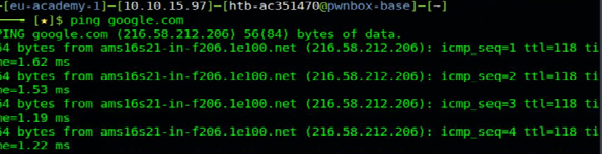 -[eu-academy-1]-[10.10.15.97]-[htb-ac351470@pwnbox-base]-[~]
[★]$ ping google.com
PING google.com (216.58.212.206) 56(84) bytes of data.
64 bytes from ams16s21-in-f206.1e100.net (216.58.212.206): icmp_seq=1 ttl=118 ti
me=1.62 ms
64 bytes from ams16s21-in-f206.1e100.net (216.58.212.206): icmp_seq=2 ttl=118 ti
me=1.53 ms
64 bytes from ams16s21-in-f206.1e100.net (216.58.212.206): icmp_seq=3 ttl=118 ti
me=1.19 ms
64 bytes from ams16s21-in-f206.1e100.net (216.58.212.206): icmp_seq=4 ttl=118 ti
me=1.22 ms